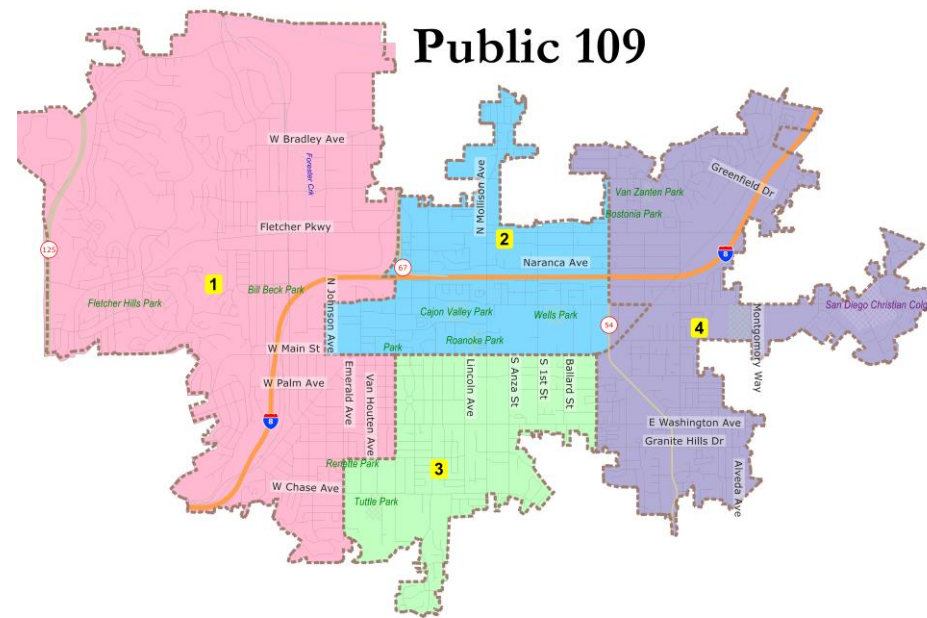 Public 109
W Bradley Ave
Forester Crk
N Mollison Ave
Greenfield Dr
Van Zanten Park
Bostonia Park
Fletcher Pkwy
125
2
Naranca Ave
8
67
1
Bill Beck Park
N Johnson Ave
Fletcher Hills Park
Cajon Valley Park
Wells Park
San Diego Christian Colg
54
4
Montgomory Way
Roanoke Park
W Main St
Park
Emerald Ave
Van Houten Ave
Lincoln Ave
S Anza St
S 1st St
Ballard St
W Palm Ave
8
E Washington Ave
Granite Hills Dr
Renette Park
3
W Chase Ave
Tuttle Park
Alveda Ave